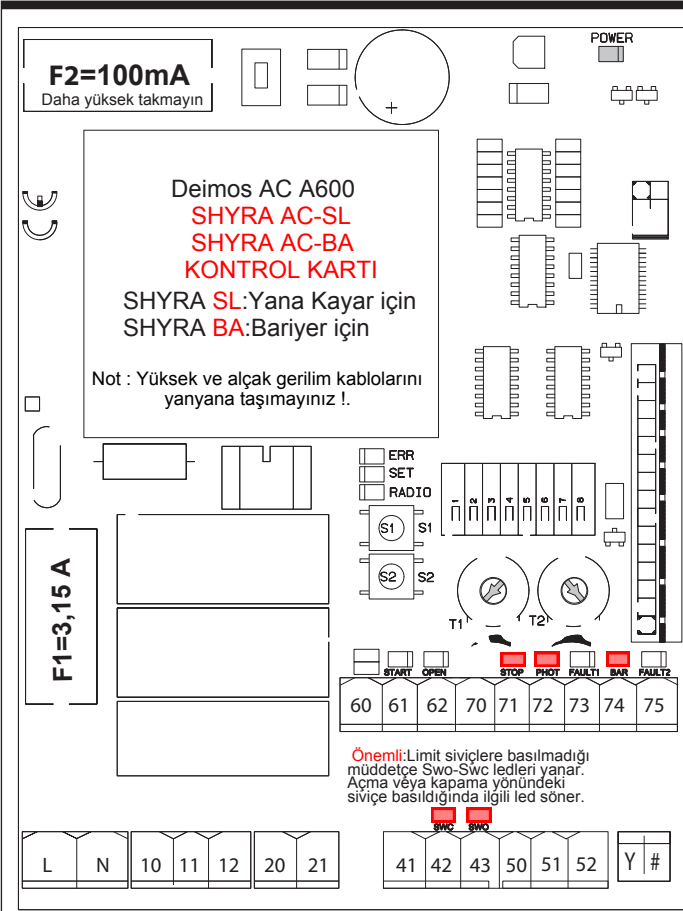 POWER
F2=100mA
Daha yüksek takmayın
+
Deimos AC A600
SHYRA AC-SL
SHYRA AC-BA
KONTROL KARTI
SHYRA SL:Yana Kayar için
SHYRA BA:Bariyer için
Not : Yüksek ve alçak gerilim kablolarını
yanyana taşımayınız !.
ERR
SET
RADIO
1 2 3 4 5 6 7 8
S1 S1
S2 S2
T1 T2
F1=3,15 A
START OPEN STOP PHOT FAULT1 BAR FAULT2
60 61 62 70 71 72 73 74 75
Önemli:Limit siviçlere basılmadığı
müddetçe Swo-Swc ledleri yanar.
Açma veya kapama yönündeki
siviçe basıldığında ilgili led söner.
SWC SWO
L N 10 11 12 20 21 41 42 43 50 51 52 Y #